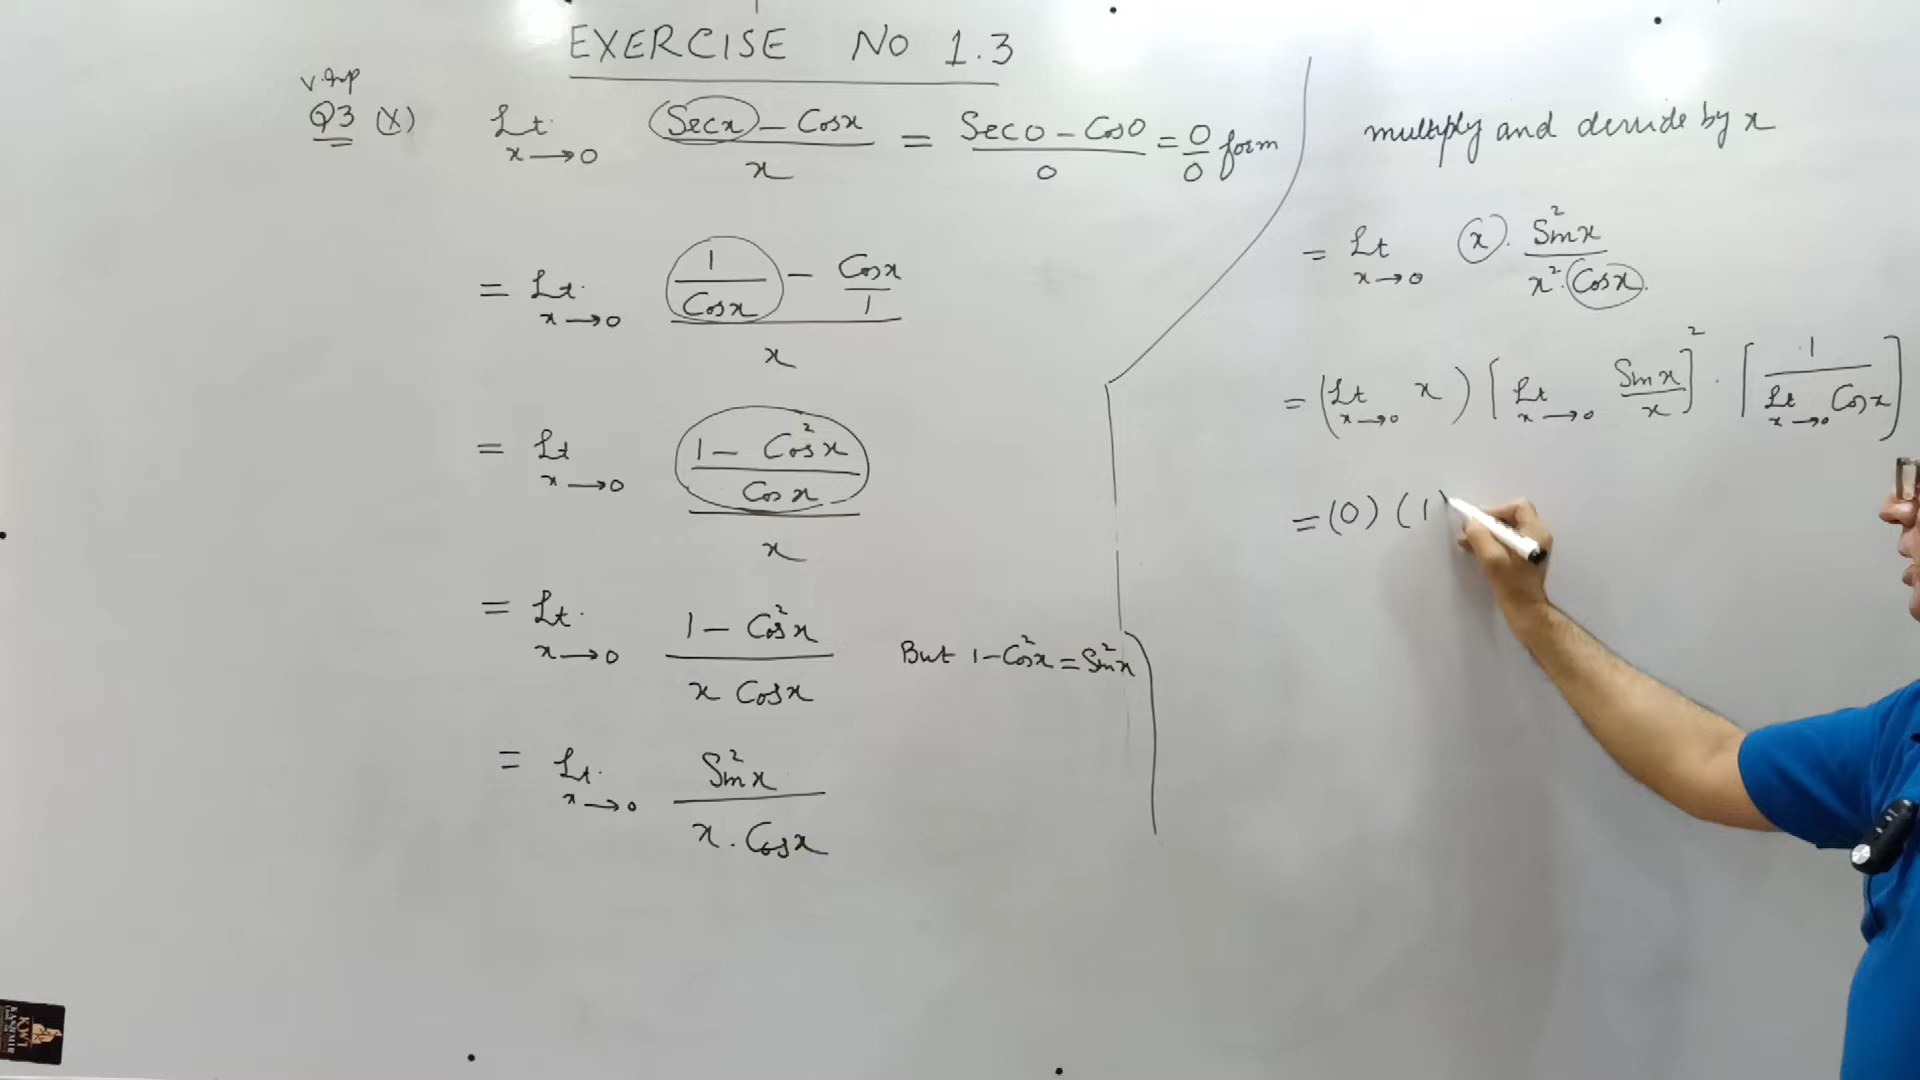 EXERCISE NO 1.3
v.Imp
Q3 (X) Lt x→0 (Secx - Cosx)/x = (Sec0 - Cos0)/0 = 0/0 form
= Lt x→0 (1/Cosx - Cosx/1)/x
= Lt x→0 ((1 - Cos²x)/Cosx)/x
= Lt x→0 (1 - Cos²x)/(x Cosx) But 1-Cos²x = Sin²x
= Lt x→0 Sin²x/(x . Cosx)
multiply and devide by x
= Lt x→0 x . Sin²x/(x² . Cosx).
= (Lt x→0 x) [Lt x→0 Sinx/x]² . [1/(Lt x→0 Cosx)]
= (0) (1)
KWI
KASHMIR